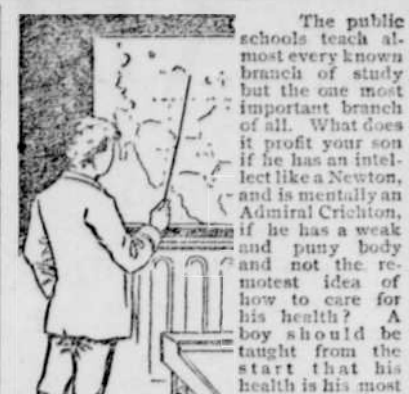 The public
schools teach al-
most every known
branch of study
but the one most
important branch
of all. What does
it profit your son
if he has an intel-
lect like a Newton,
and is mentally an
Admiral Crichton,
if he has a weak
and puny body
and not the re-
motest idea of
how to care for
his health? A
boy should be
taught from the
start that his
health is his most